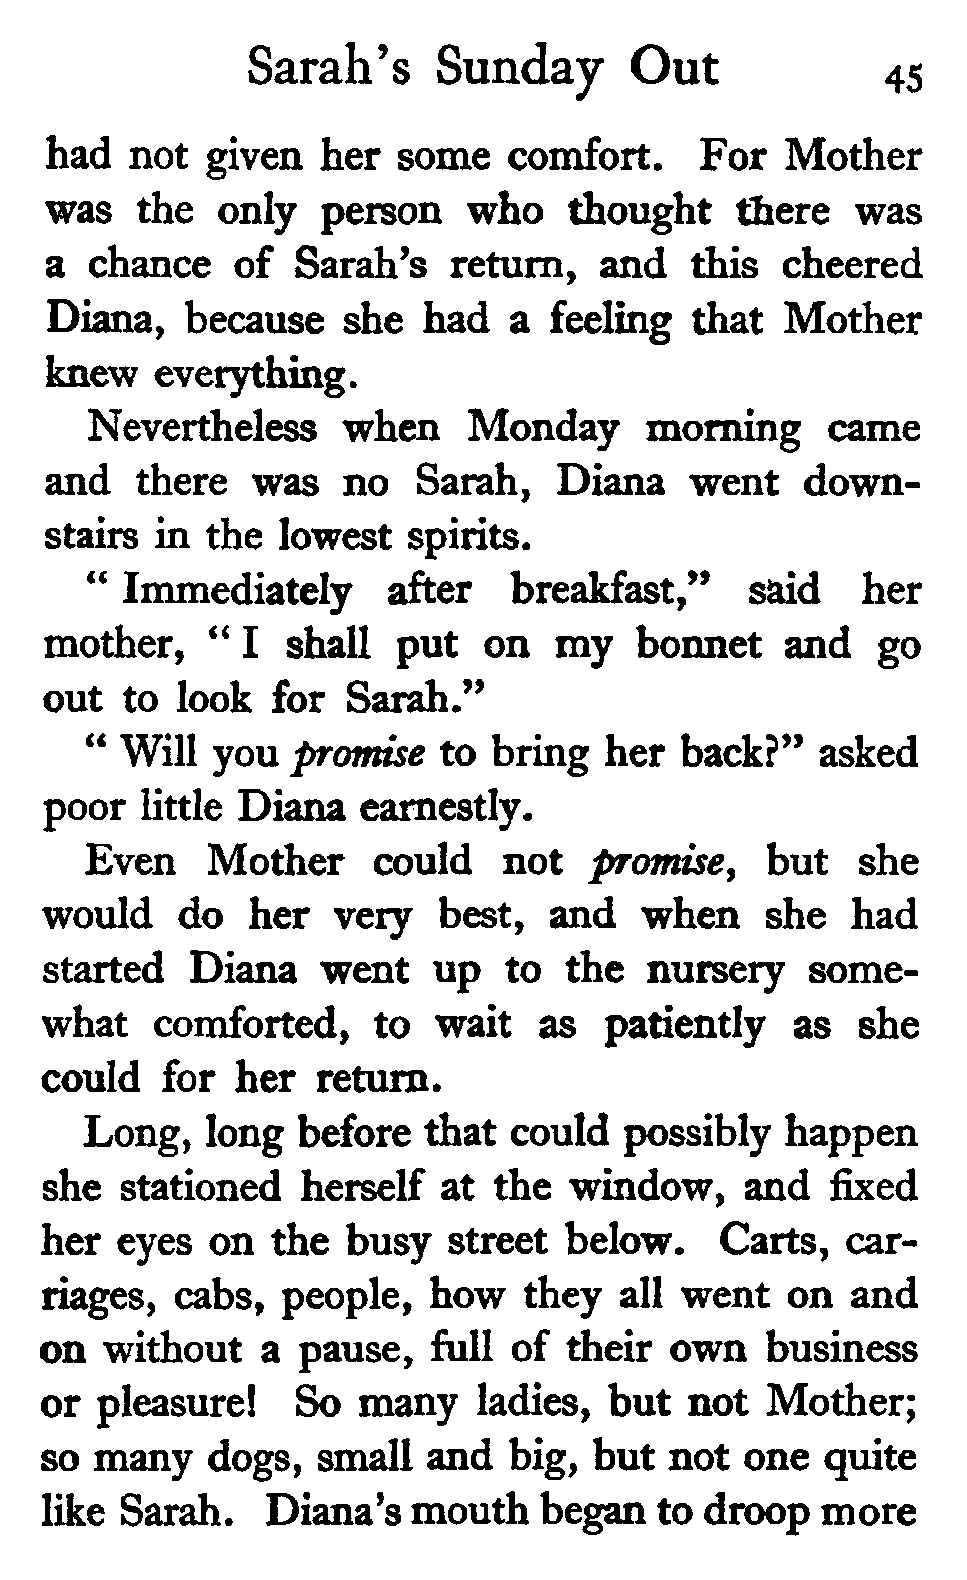 Sarah's Sunday Out 45
had not given her some comfort. For Mother
was the only person who thought there was
a chance of Sarah's return, and this cheered
Diana, because she had a feeling that Mother
knew everything.
Nevertheless when Monday morning came
and there was no Sarah, Diana went down-
stairs in the lowest spirits.
“ Immediately after breakfast,” said her
mother, “ I shall put on my bonnet and go
out to look for Sarah.”
“ Will you promise to bring her back?” asked
poor little Diana earnestly.
Even Mother could not promise, but she
would do her very best, and when she had
started Diana went up to the nursery some-
what comforted, to wait as patiently as she
could for her return.
Long, long before that could possibly happen
she stationed herself at the window, and fixed
her eyes on the busy street below. Carts, car-
riages, cabs, people, how they all went on and
on without a pause, full of their own business
or pleasure! So many ladies, but not Mother;
so many dogs, small and big, but not one quite
like Sarah. Diana's mouth began to droop more